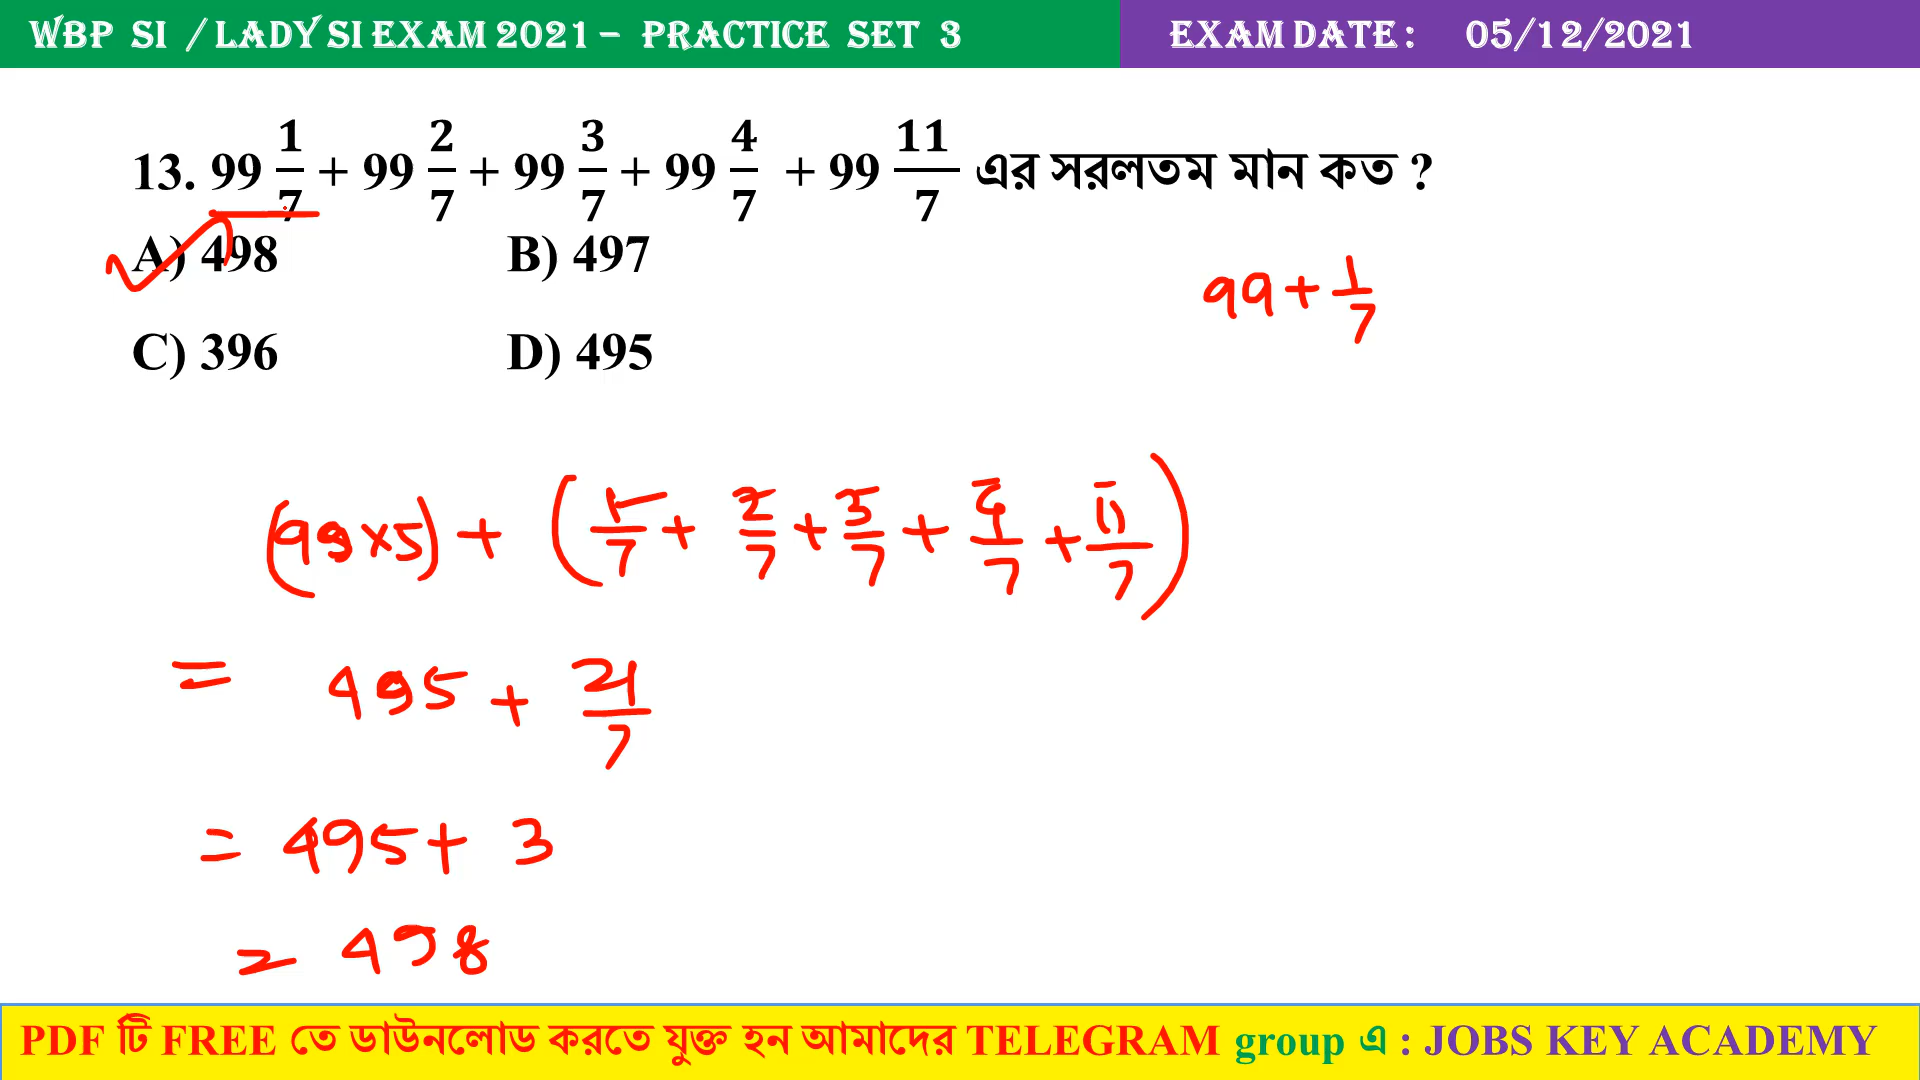 WBP SI / LADY SI EXAM 2021 – PRACTICE SET 3 EXAM DATE : 05/12/2021
13. 99 1/7 + 99 2/7 + 99 3/7 + 99 4/7 + 99 11/7 এর সরলতম মান কত ?
A) 498 B) 497
99 + 1/7
C) 396 D) 495
(99×5) + (1/7 + 2/7 + 3/7 + 4/7 + 11/7)
= 495 + 21/7
= 495 + 3
= 498
PDF টি FREE তে ডাউনলোড করতে যুক্ত হন আমাদের TELEGRAM group এ : JOBS KEY ACADEMY